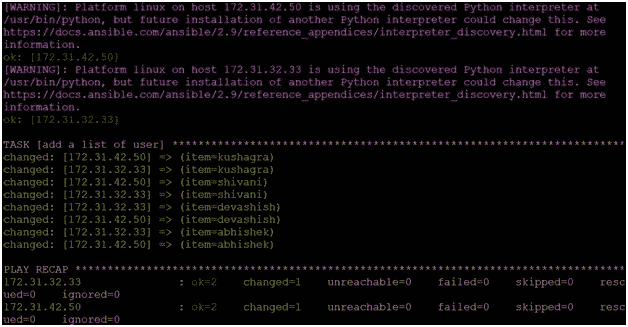 [WARNING]: Platform linux on host 172.31.42.50 is using the discovered Python interpreter at
/usr/bin/python, but future installation of another Python interpreter could change this. See
https://docs.ansible.com/ansible/2.9/reference_appendices/interpreter_discovery.html for more
information.
ok: [172.31.42.50]
[WARNING]: Platform linux on host 172.31.32.33 is using the discovered Python interpreter at
/usr/bin/python, but future installation of another Python interpreter could change this. See
https://docs.ansible.com/ansible/2.9/reference_appendices/interpreter_discovery.html for more
information.
ok: [172.31.32.33]
TASK [add a list of user] *****************************************************************
changed: [172.31.42.50] => (item=kushagra)
changed: [172.31.32.33] => (item=kushagra)
changed: [172.31.42.50] => (item=shivani)
changed: [172.31.32.33] => (item=shivani)
changed: [172.31.32.33] => (item=devashish)
changed: [172.31.42.50] => (item=devashish)
changed: [172.31.32.33] => (item=abhishek)
changed: [172.31.42.50] => (item=abhishek)
PLAY RECAP ********************************************************************************
172.31.32.33 : ok=2 changed=1 unreachable=0 failed=0 skipped=0 resc
ued=0 ignored=0
172.31.42.50 : ok=2 changed=1 unreachable=0 failed=0 skipped=0 resc
ued=0 ignored=0